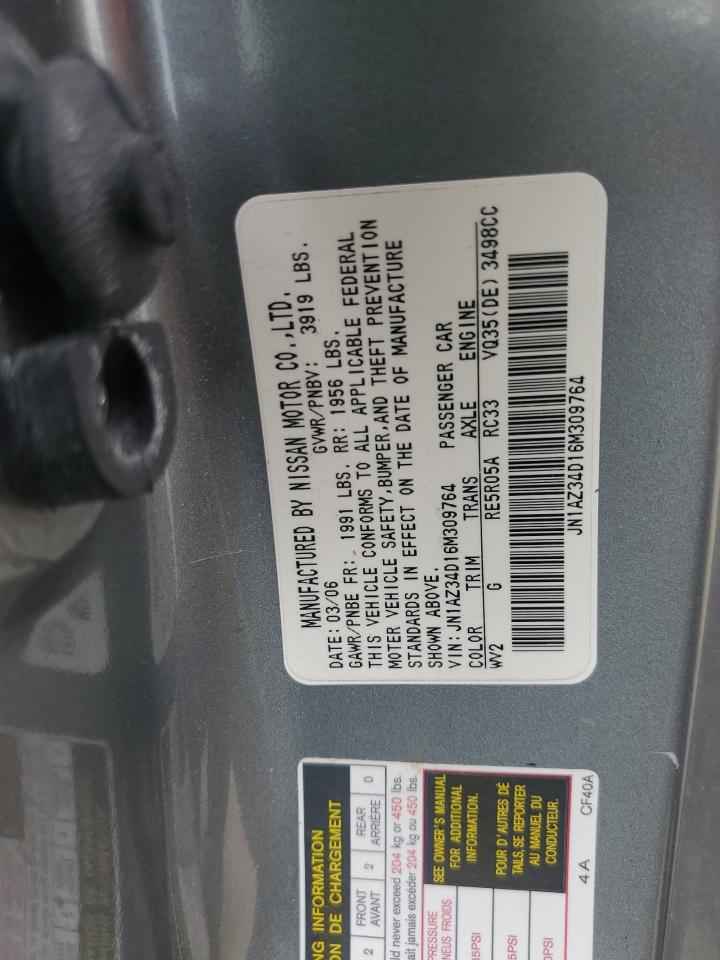 MANUFACTURED BY NISSAN MOTOR CO.,LTD.
DATE: 03/06 GVWR/PNBV: 3919 LBS.
GAWR/PNBE FR: 1991 LBS. RR: 1956 LBS.
THIS VEHICLE CONFORMS TO ALL APPLICABLE FEDERAL
MOTER VEHICLE SAFETY,BUMPER,AND THEFT PREVENTION
STANDARDS IN EFFECT ON THE DATE OF MANUFACTURE
SHOWN ABOVE.
VIN: JN1AZ34D16M309764 PASSENGER CAR
COLOR TRIM TRANS AXLE ENGINE
WV2 G RE5R05A RC33 VQ35(DE) 3498CC
JN1AZ34D16M309764
INFORMATION
DE CHARGEMENT
2 FRONT 2 REAR 0
AVANT ARRIÈRE
never exceed 204 kg or 450 lbs.
jamais excéder 204 kg ou 450 lbs.
PRESSURE
PNEUS FROIDS
SEE OWNER'S MANUAL
FOR ADDITIONAL
INFORMATION.
POUR D'AUTRES DE
TAILS,SE REPORTER
AU MANUEL DU
CONDUCTEUR.
4A CF40A